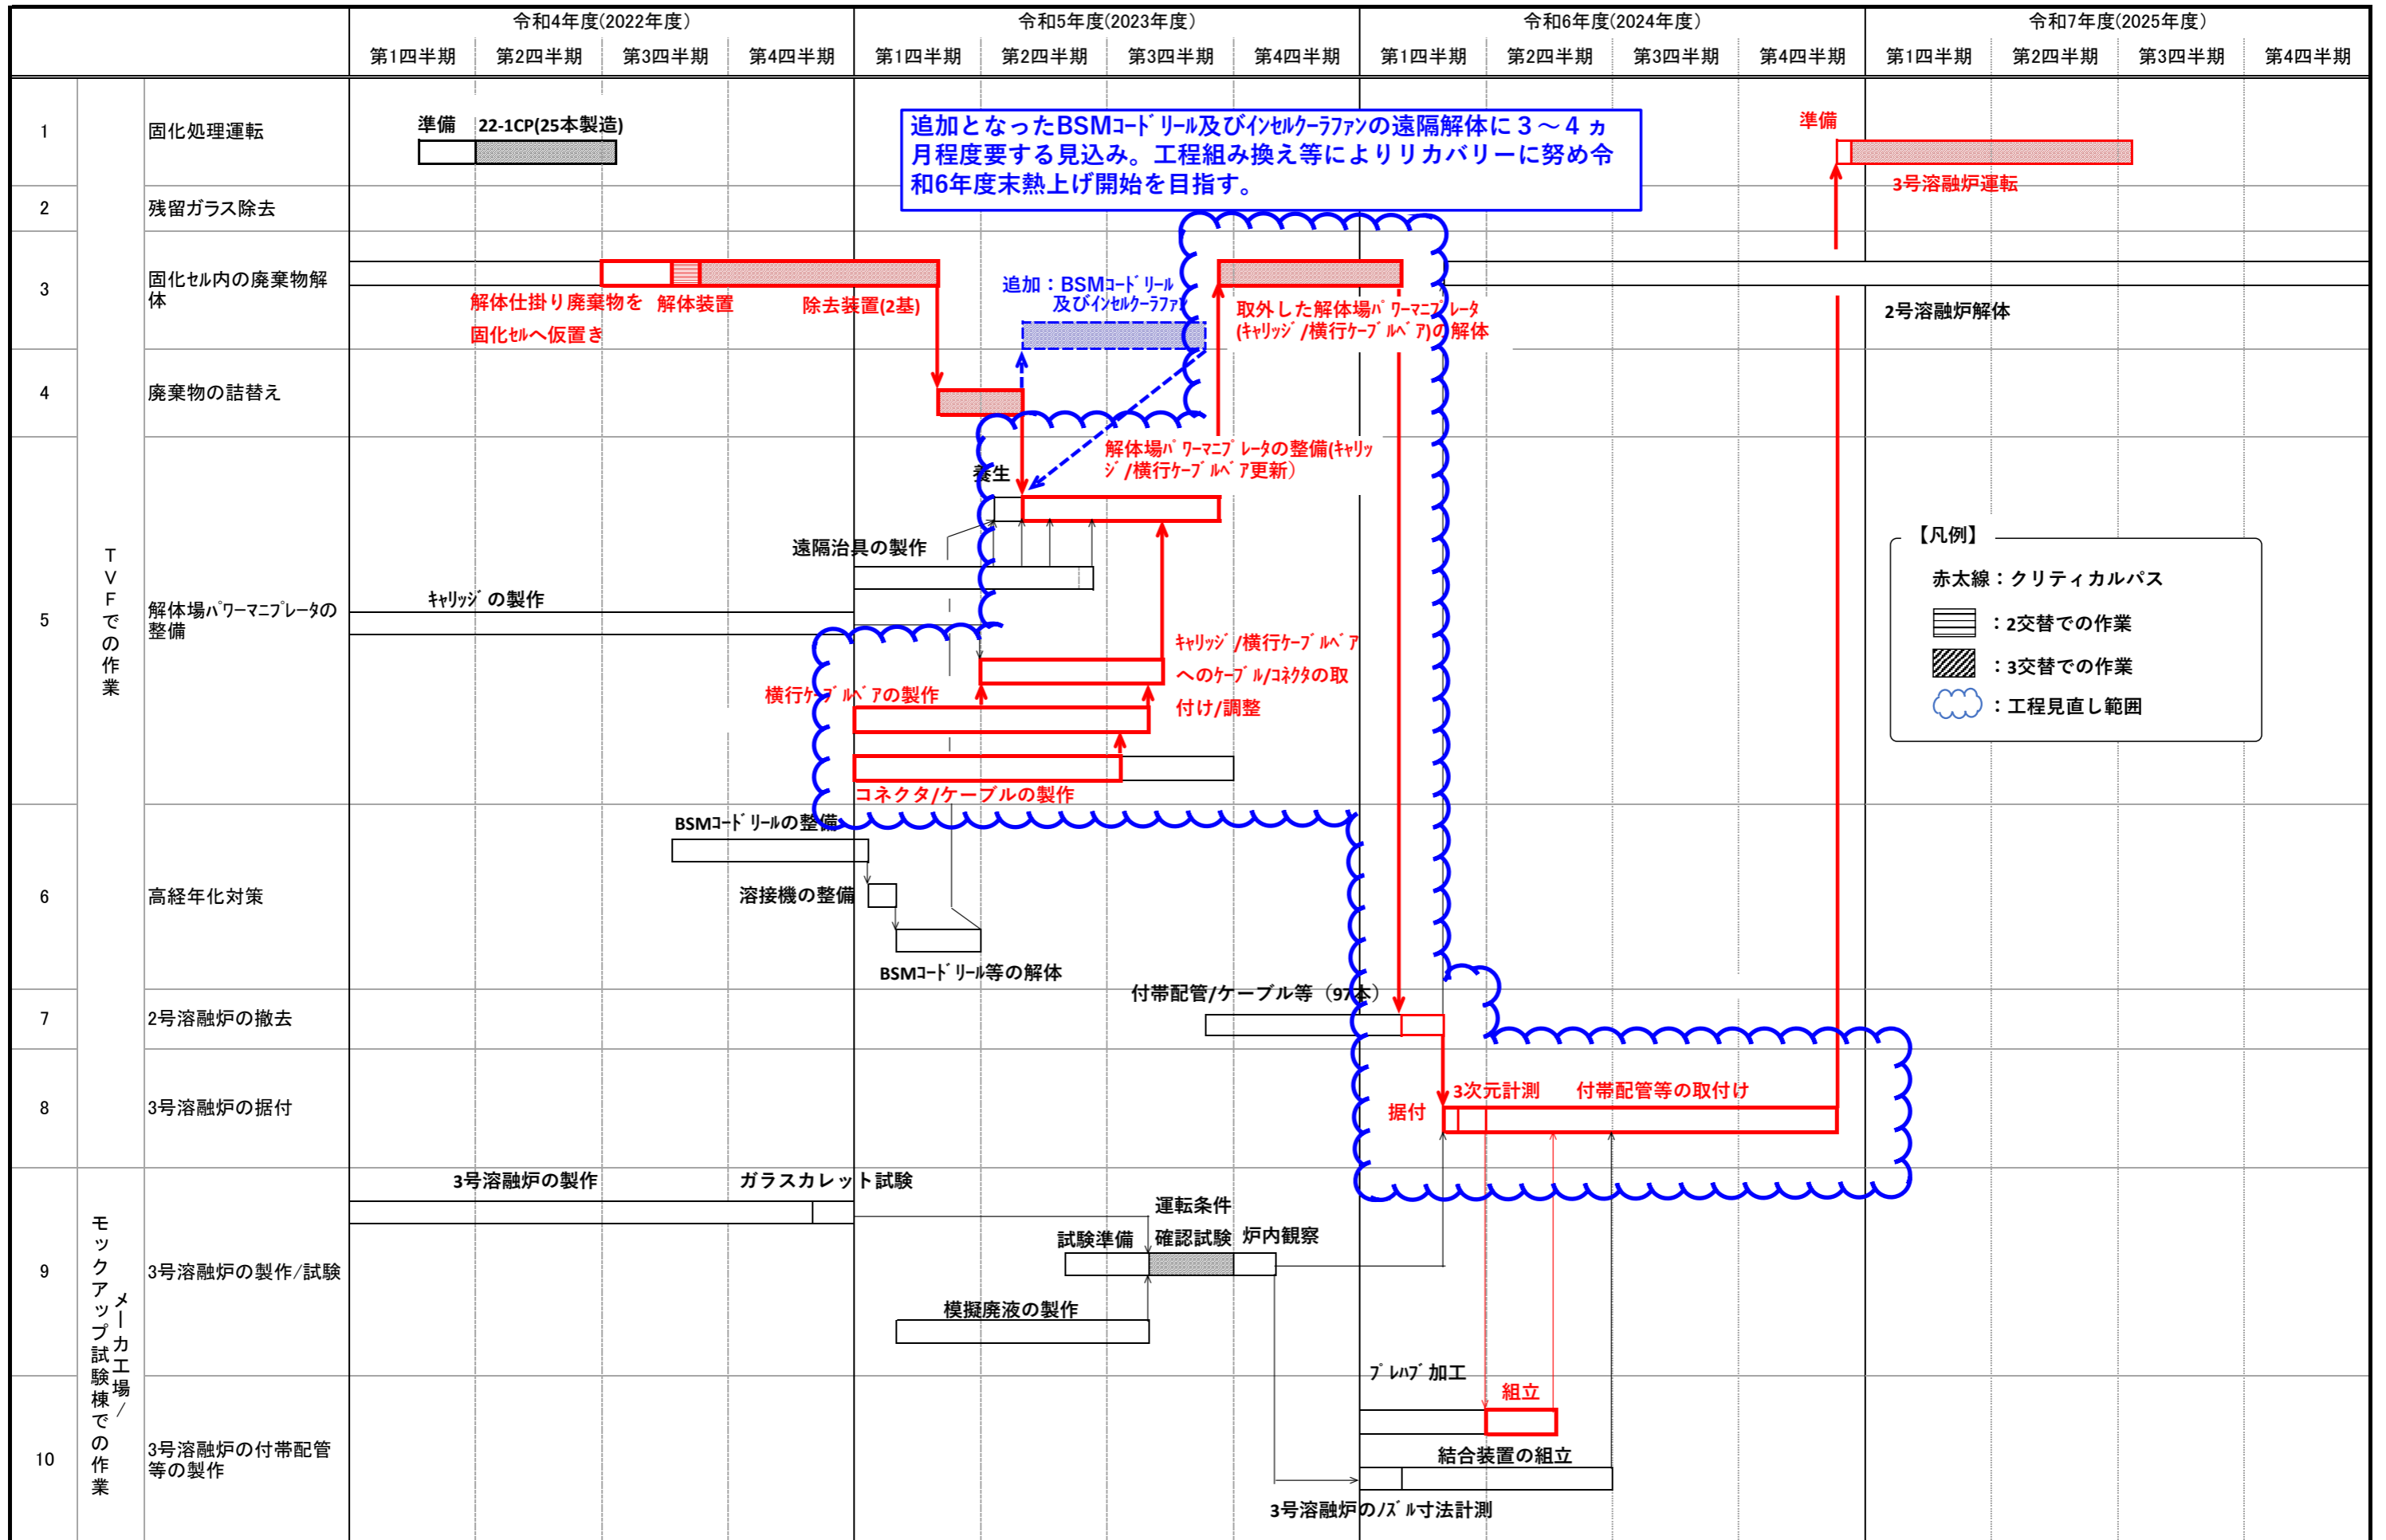 令和4年度(2022年度)
令和5年度(2023年度)
令和6年度(2024年度)
令和7年度(2025年度)
第1四半期
第2四半期
第3四半期
第4四半期
第1四半期
第2四半期
第3四半期
第4四半期
第1四半期
第2四半期
第3四半期
第4四半期
第1四半期
第2四半期
第3四半期
第4四半期
TVFでの作業
1
固化処理運転
準備
22-1CP(25本製造)
追加となったBSMｺｰﾄﾞﾘｰﾙ及びｲﾝｾﾙｸｰﾗﾌｧﾝの遠隔解体に３～４ヵ
月程度要する見込み。工程組み換え等によりリカバリーに努め令
和6年度末熱上げ開始を目指す。
準備
3号溶融炉運転
2
残留ガラス除去
3
固化ｾﾙ内の廃棄物解
体
解体仕掛り廃棄物を
固化ｾﾙへ仮置き
解体装置
除去装置(2基)
追加：BSMｺｰﾄﾞﾘｰﾙ
及びｲﾝｾﾙｸｰﾗﾌｧﾝ
取外した解体場ﾊﾟﾜｰﾏﾆﾌﾟﾚｰﾀ
(ｷｬﾘｯｼﾞ/横行ｹｰﾌﾞﾙﾍﾞｱ)の解体
2号溶融炉解体
4
廃棄物の詰替え
5
解体場ﾊﾟﾜｰﾏﾆﾌﾟﾚｰﾀの
整備
解体場ﾊﾟﾜｰﾏﾆﾌﾟﾚｰﾀの整備(ｷｬﾘｯ
ｼﾞ/横行ｹｰﾌﾞﾙﾍﾞｱ更新）
養生
遠隔治具の製作
ｷｬﾘｯｼﾞの製作
ｷｬﾘｯｼﾞ/横行ｹｰﾌﾞﾙﾍﾞｱ
へのｹｰﾌﾞﾙ/ｺﾈｸﾀの取
付け/調整
横行ｹｰﾌﾞﾙﾍﾞｱの製作
コネクタ/ケーブルの製作
【凡例】
赤太線：クリティカルパス
：2交替での作業
：3交替での作業
：工程見直し範囲
6
高経年化対策
BSMｺｰﾄﾞﾘｰﾙの整備
溶接機の整備
BSMｺｰﾄﾞﾘｰﾙ等の解体
7
2号溶融炉の撤去
付帯配管/ケーブル等（97本）
8
3号溶融炉の据付
据付
3次元計測
付帯配管等の取付け
メーカ工場/
モックアップ試験棟での作業
9
3号溶融炉の製作/試験
3号溶融炉の製作
ガラスカレット試験
試験準備
運転条件
確認試験
炉内観察
模擬廃液の製作
10
3号溶融炉の付帯配管
等の製作
ﾌﾟﾚﾊﾌﾞ加工
組立
結合装置の組立
3号溶融炉のﾉｽﾞﾙ寸法計測